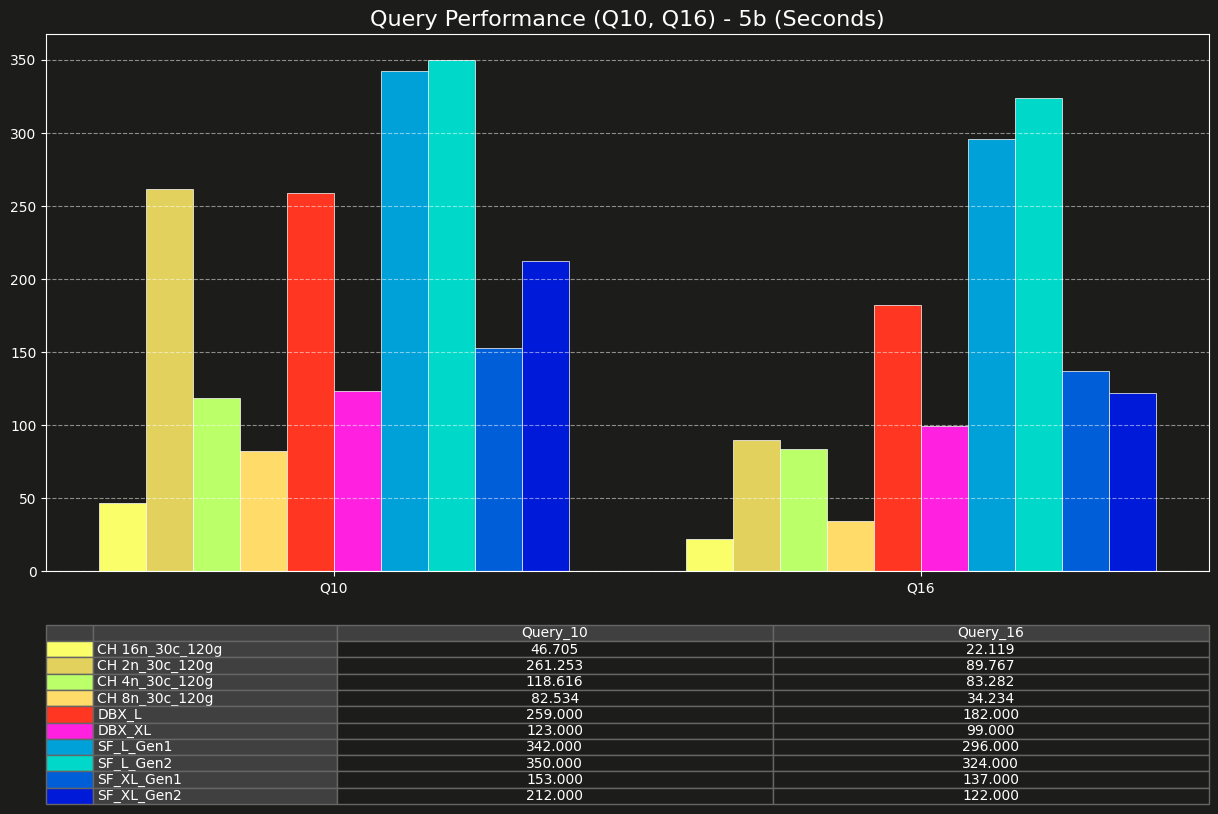 Query Performance (Q10, Q16) - 5b (Seconds)
350
300
250
200
150
100
50
0
Q10 Q16
Query_10 Query_16
CH 16n_30c_120g 46.705 22.119
CH 2n_30c_120g 261.253 89.767
CH 4n_30c_120g 118.616 83.282
CH 8n_30c_120g 82.534 34.234
DBX_L 259.000 182.000
DBX_XL 123.000 99.000
SF_L_Gen1 342.000 296.000
SF_L_Gen2 350.000 324.000
SF_XL_Gen1 153.000 137.000
SF_XL_Gen2 212.000 122.000